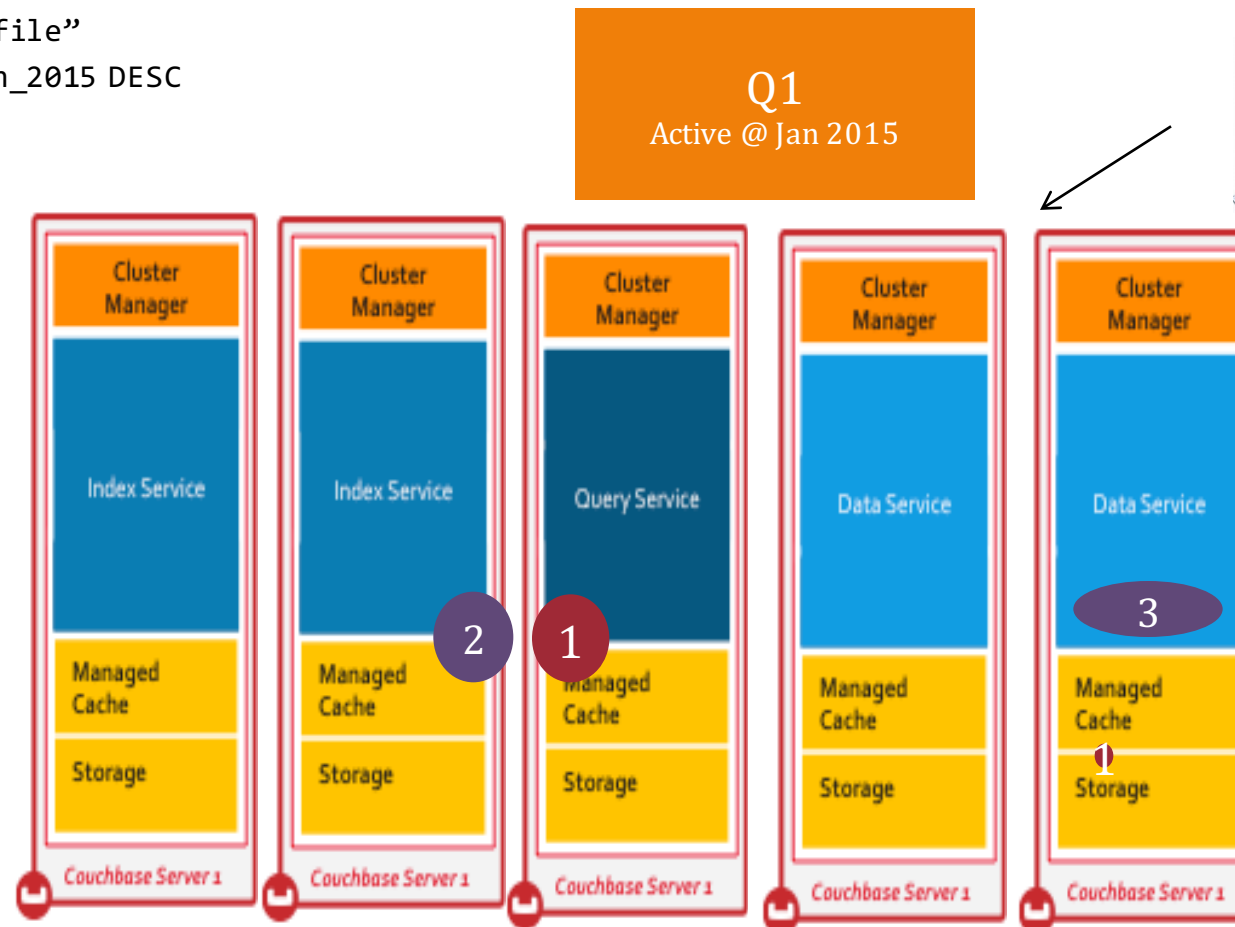 file”
n_2015 DESC
Q1
Active @ Jan 2015
Cluster
Manager
Index Service
Managed
Cache
Storage
Couchbase Server 1
Cluster
Manager
Index Service
2
Managed
Cache
Storage
Couchbase Server 1
Cluster
Manager
Query Service
1
Managed
Cache
Storage
Couchbase Server 1
Cluster
Manager
Data Service
Managed
Cache
Storage
Couchbase Server 1
Cluster
Manager
Data Service
3
Managed
Cache
1
Storage
Couchbase Server 1